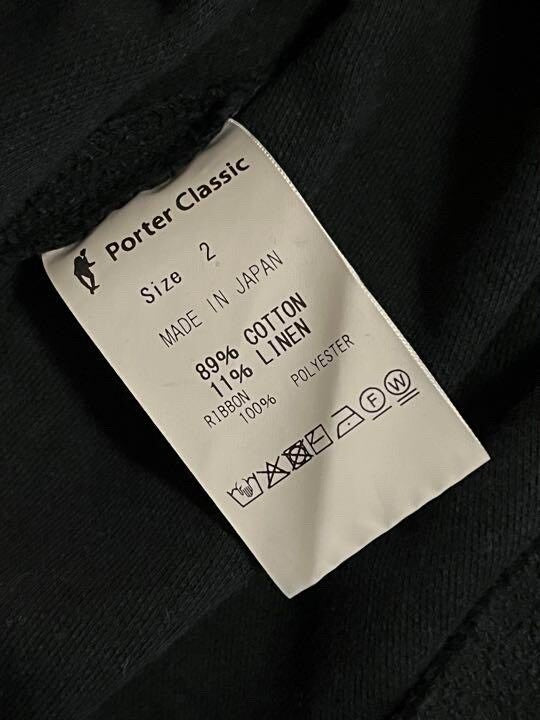 Porter Classic
Size 2
MADE IN JAPAN
89% COTTON
11% LINEN
RIBBON
100% POLYESTER
F W